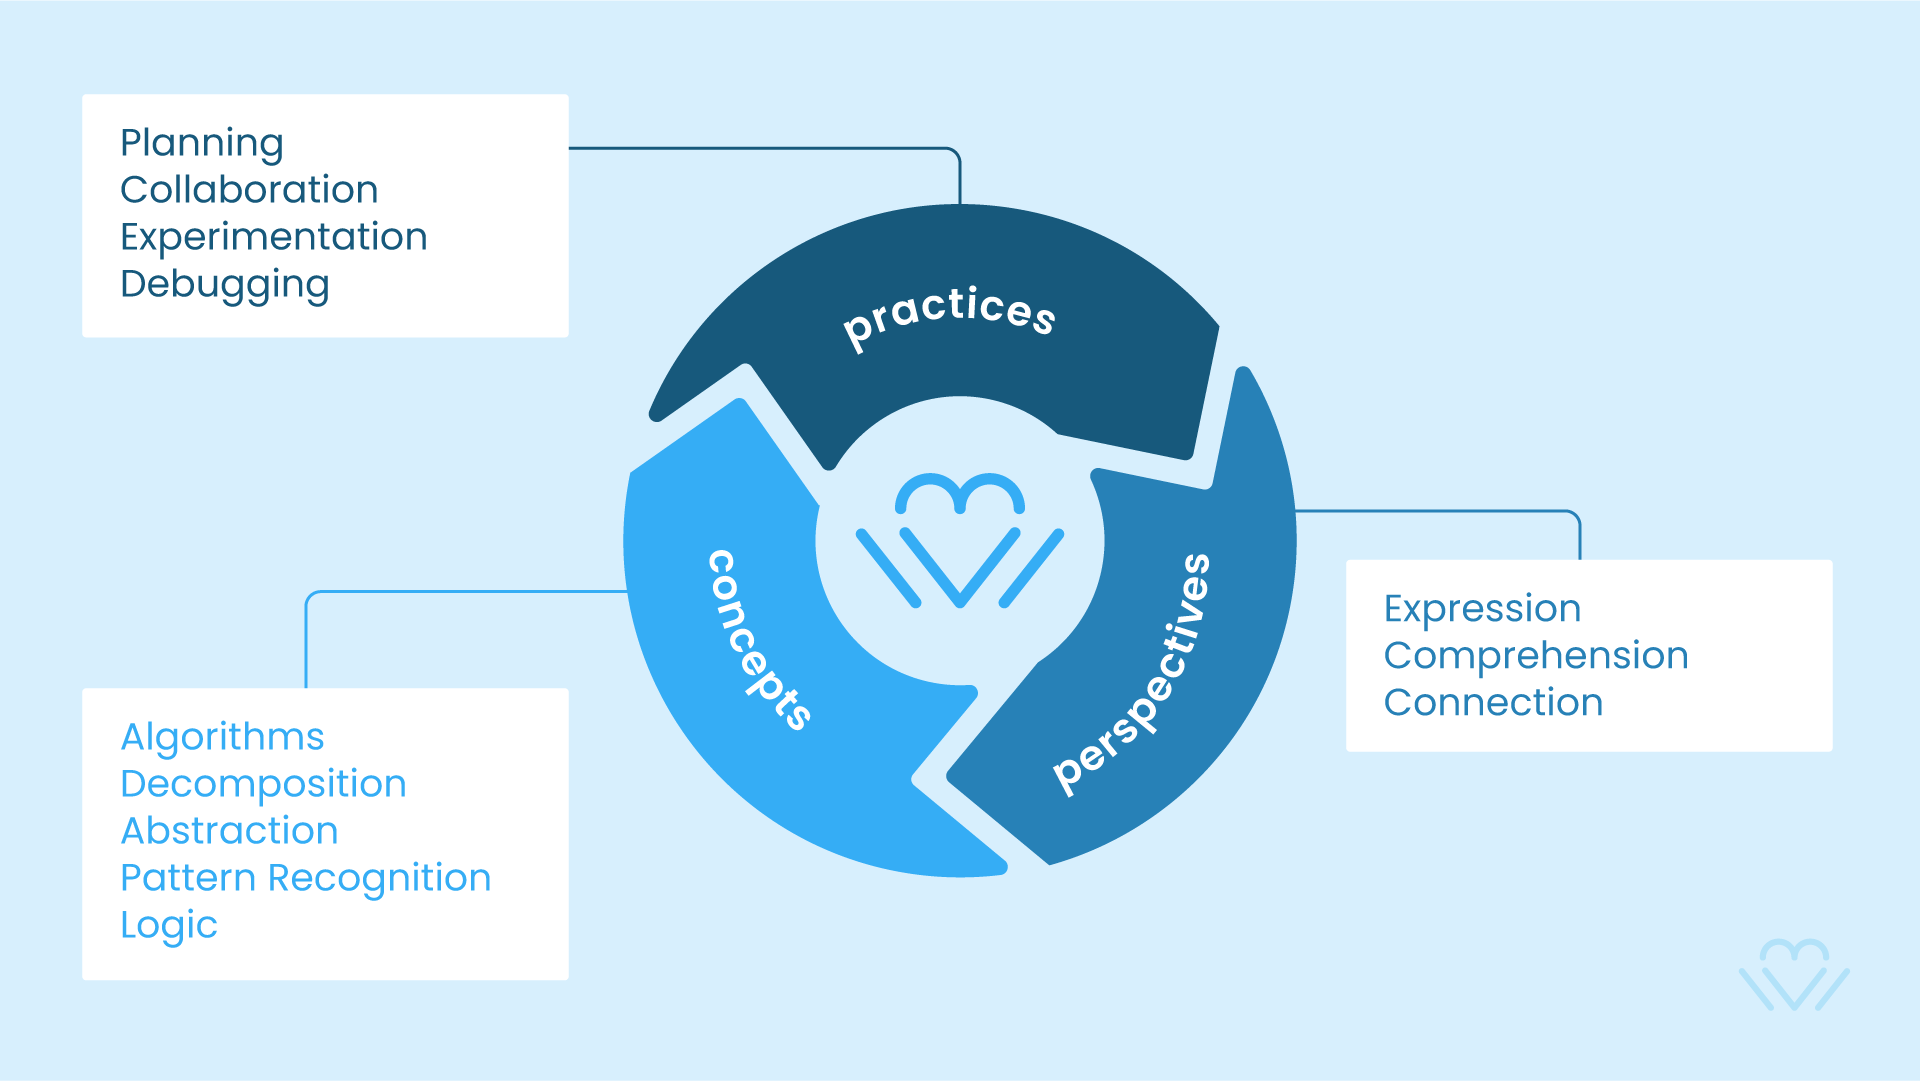 Planning
Collaboration
Experimentation
Debugging
practices
concepts
perspectives
Expression
Comprehension
Connection
Algorithms
Decomposition
Abstraction
Pattern Recognition
Logic